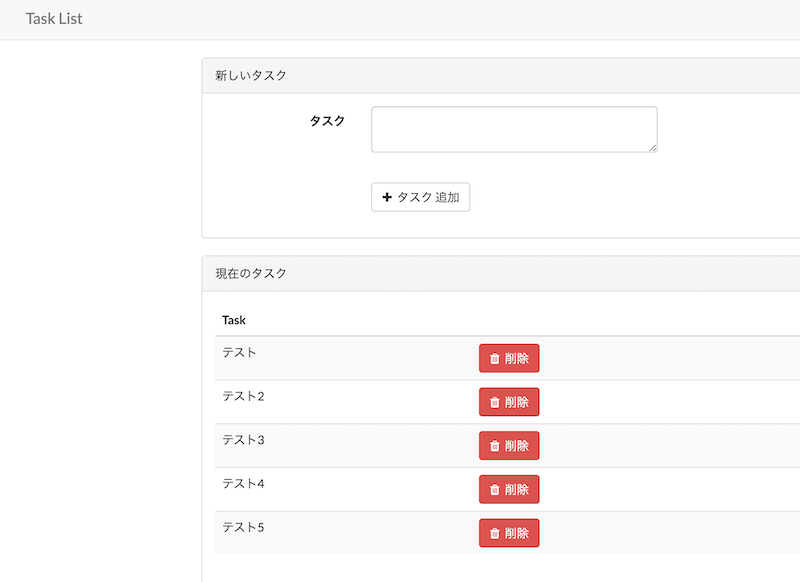 Task List
新しいタスク
タスク
タスク 追加
現在のタスク
Task
テスト
削除
テスト2
削除
テスト3
削除
テスト4
削除
テスト5
削除